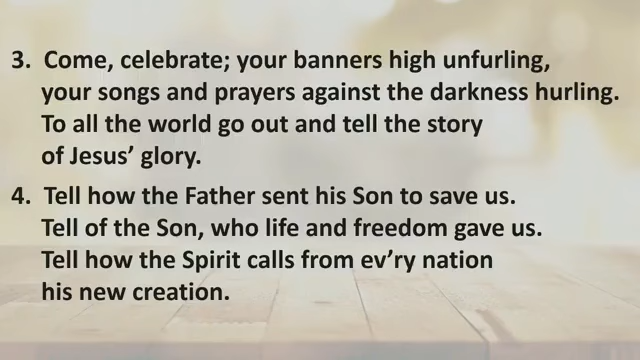 3. Come, celebrate; your banners high unfurling,
your songs and prayers against the darkness hurling.
To all the world go out and tell the story
of Jesus’ glory.
4. Tell how the Father sent his Son to save us.
Tell of the Son, who life and freedom gave us.
Tell how the Spirit calls from ev’ry nation
his new creation.